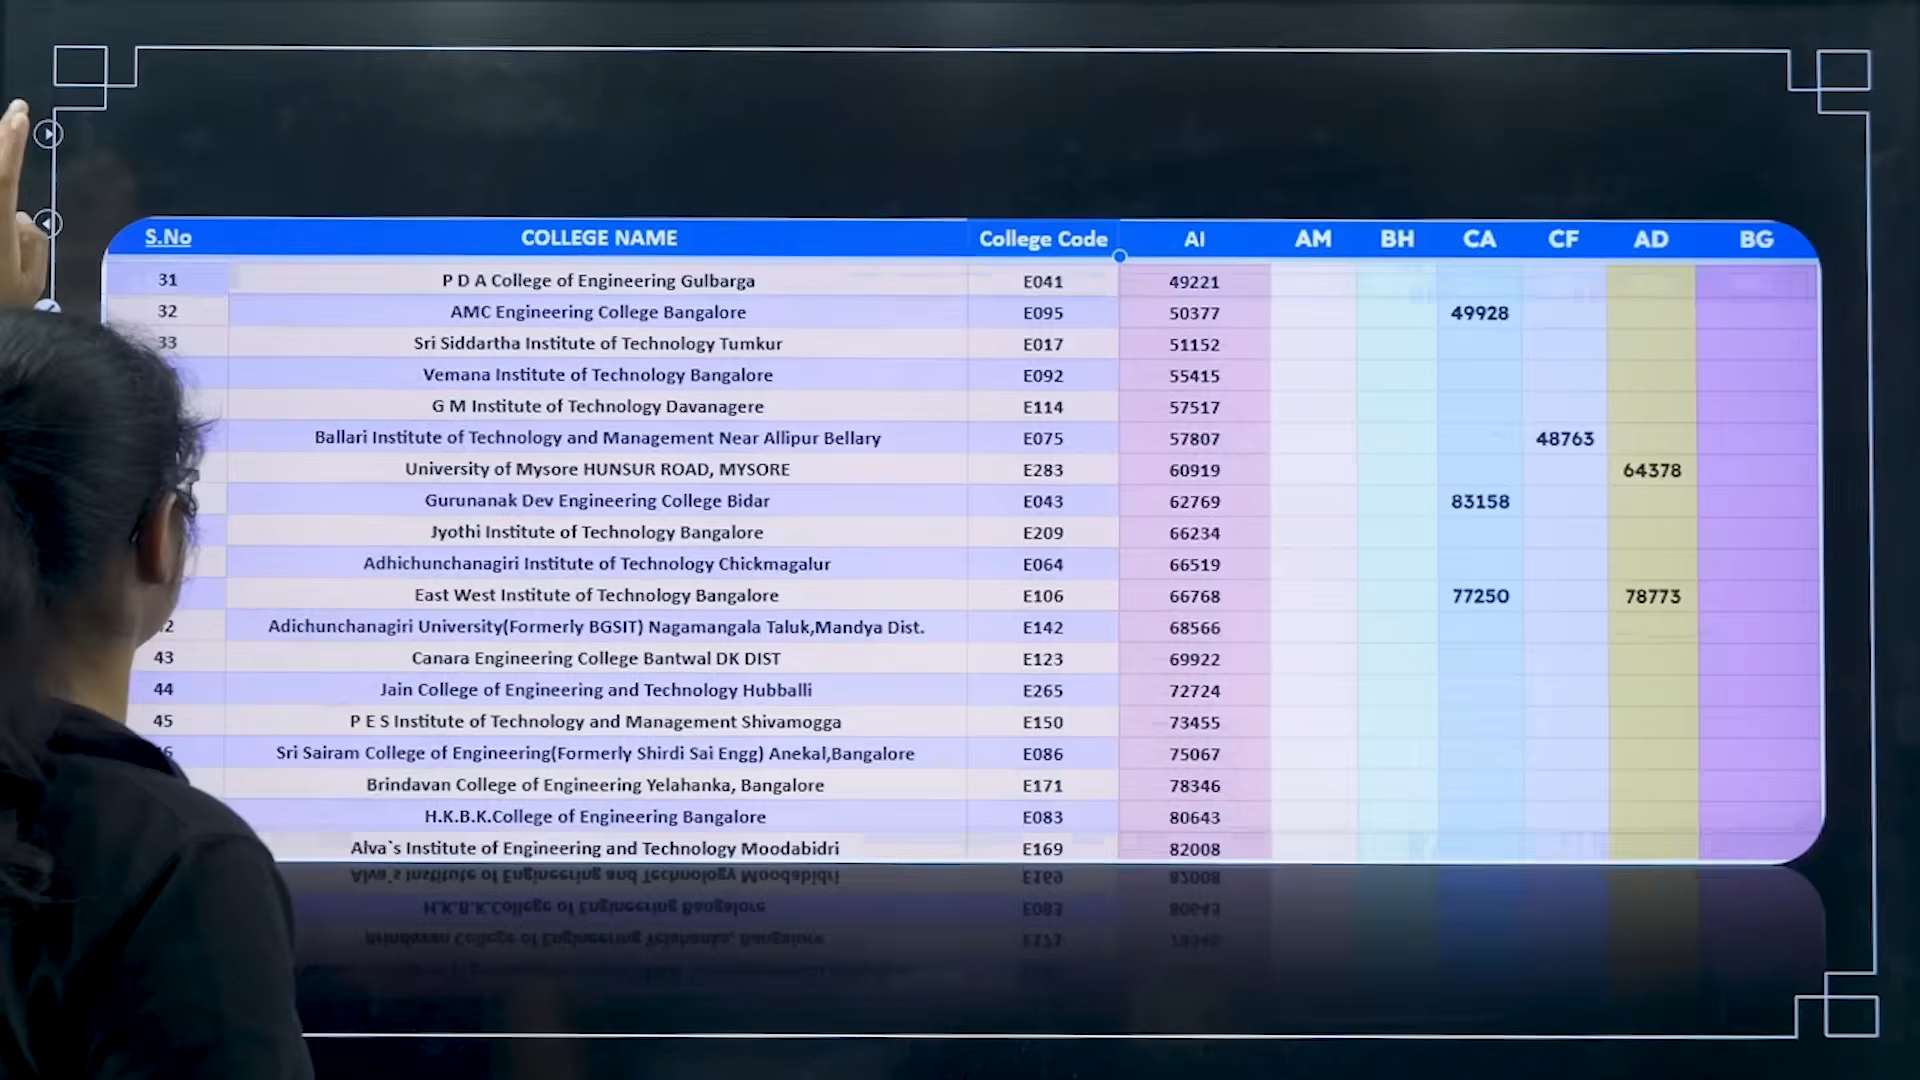 S.No COLLEGE NAME College Code AI AM BH CA CF AD BG
31 P D A College of Engineering Gulbarga E041 49221
32 AMC Engineering College Bangalore E095 50377 49928
33 Sri Siddartha Institute of Technology Tumkur E017 51152
Vemana Institute of Technology Bangalore E092 55415
G M Institute of Technology Davanagere E114 57517
Ballari Institute of Technology and Management Near Allipur Bellary E075 57807 48763
University of Mysore HUNSUR ROAD, MYSORE E283 60919 64378
Gurunanak Dev Engineering College Bidar E043 62769 83158
Jyothi Institute of Technology Bangalore E209 66234
Adhichunchanagiri Institute of Technology Chickmagalur E064 66519
East West Institute of Technology Bangalore E106 66768 77250 78773
2 Adichunchanagiri University(Formerly BGSIT) Nagamangala Taluk,Mandya Dist. E142 68566
43 Canara Engineering College Bantwal DK DIST E123 69922
44 Jain College of Engineering and Technology Hubballi E265 72724
45 P E S Institute of Technology and Management Shivamogga E150 73455
6 Sri Sairam College of Engineering(Formerly Shirdi Sai Engg) Anekal,Bangalore E086 75067
Brindavan College of Engineering Yelahanka, Bangalore E171 78346
H.K.B.K.College of Engineering Bangalore E083 80643
Alva`s Institute of Engineering and Technology Moodabidri E169 82008